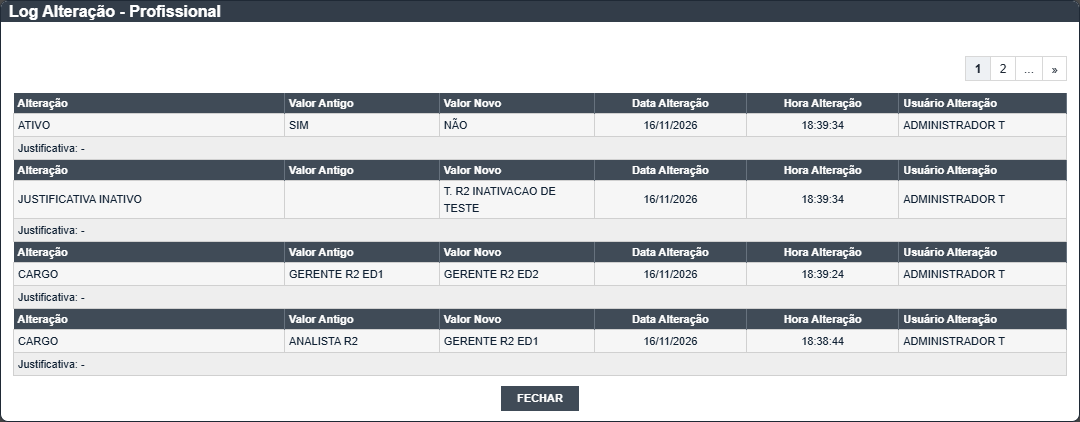 Log Alteração - Profissional
1 2 ... »
Alteração Valor Antigo Valor Novo Data Alteração Hora Alteração Usuário Alteração
ATIVO SIM NÃO 16/11/2026 18:39:34 ADMINISTRADOR T
Justificativa: -
Alteração Valor Antigo Valor Novo Data Alteração Hora Alteração Usuário Alteração
JUSTIFICATIVA INATIVO T. R2 INATIVACAO DE 16/11/2026 18:39:34 ADMINISTRADOR T
TESTE
Justificativa: -
Alteração Valor Antigo Valor Novo Data Alteração Hora Alteração Usuário Alteração
CARGO GERENTE R2 ED1 GERENTE R2 ED2 16/11/2026 18:39:24 ADMINISTRADOR T
Justificativa: -
Alteração Valor Antigo Valor Novo Data Alteração Hora Alteração Usuário Alteração
CARGO ANALISTA R2 GERENTE R2 ED1 16/11/2026 18:38:44 ADMINISTRADOR T
Justificativa: -
FECHAR